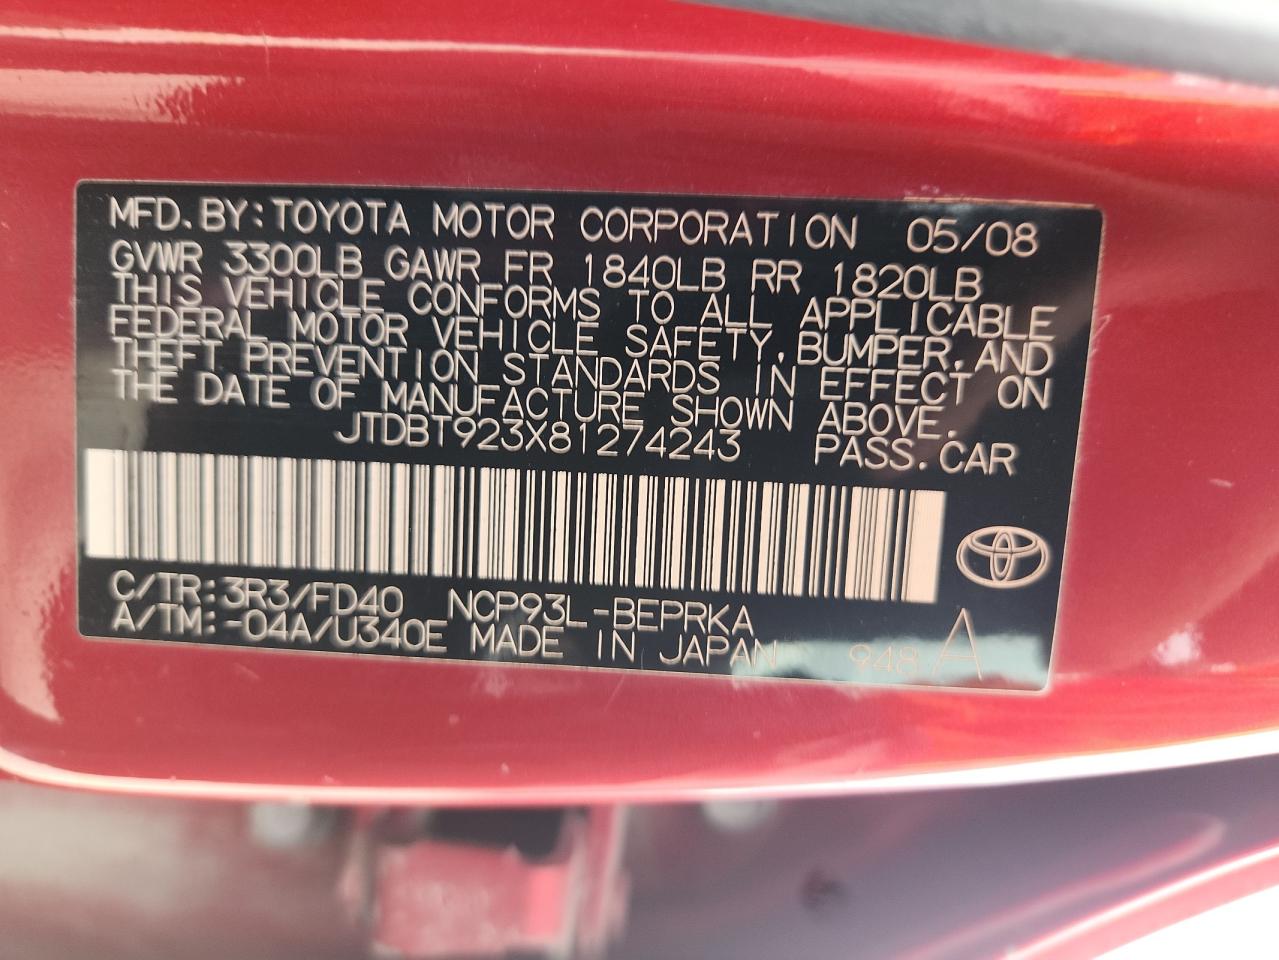 MFD.BY:TOYOTA MOTOR CORPORATION 05/08
GVWR 3300LB GAWR FR 1840LB RR 1820LB
THIS VEHICLE CONFORMS TO ALL APPLICABLE
FEDERAL MOTOR VEHICLE SAFETY,BUMPER,AND
THEFT PREVENTION STANDARDS IN EFFECT ON
THE DATE OF MANUFACTURE SHOWN ABOVE.
JTDBT923X81274243 PASS.CAR
C/TR:3R3/FD40 NCP93L-BEPRKA
A/TM:-04A/U340E MADE IN JAPAN 948 A